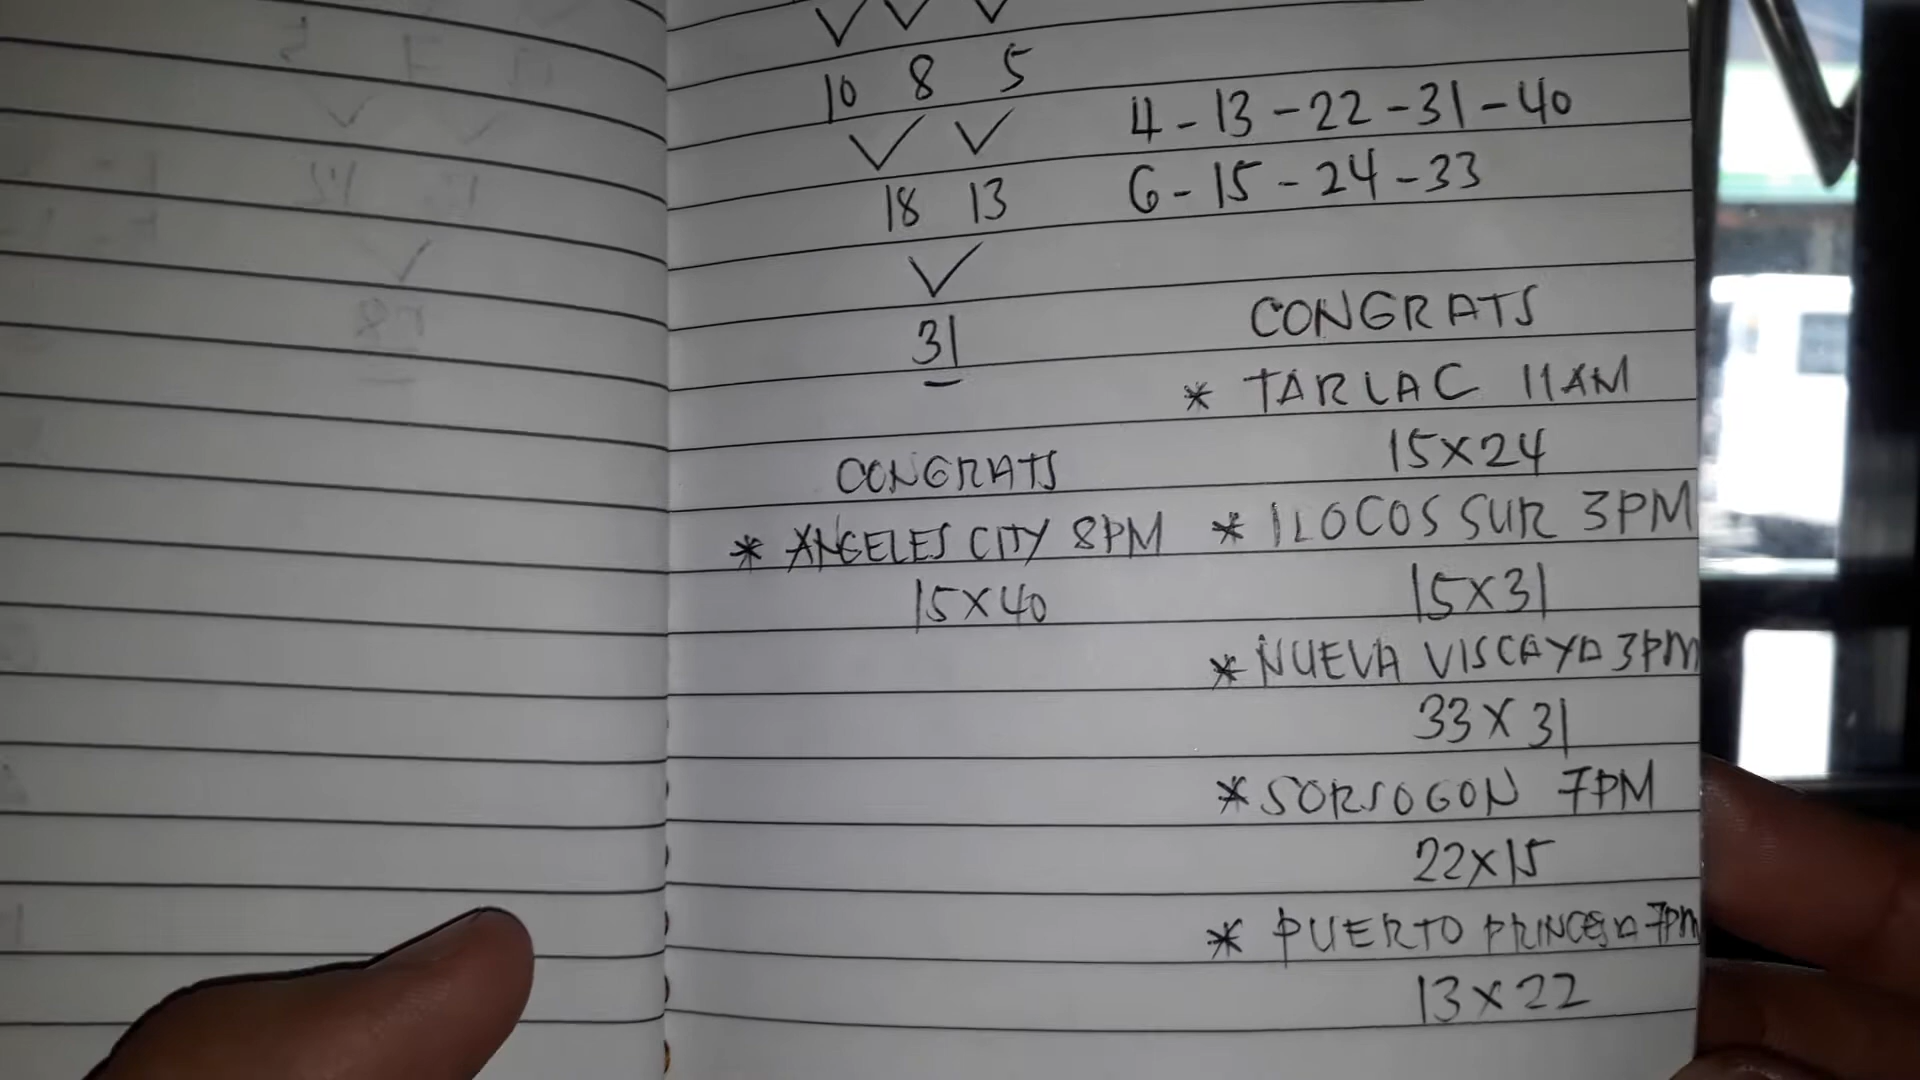 10 8 5
4-13-22-31-40
18 13
6-15-24-33
31
CONGRATS
* TARLAC 11AM
15X24
* ILOCOS SUR 3PM
15X31
* NUEVA VISCAYA 3PM
33X31
* SORSOGON 7PM
22X15
* PUERTO PRINCESA 7PM
13X22
CONGRATS
* ANGELES CITY 8PM
15X40